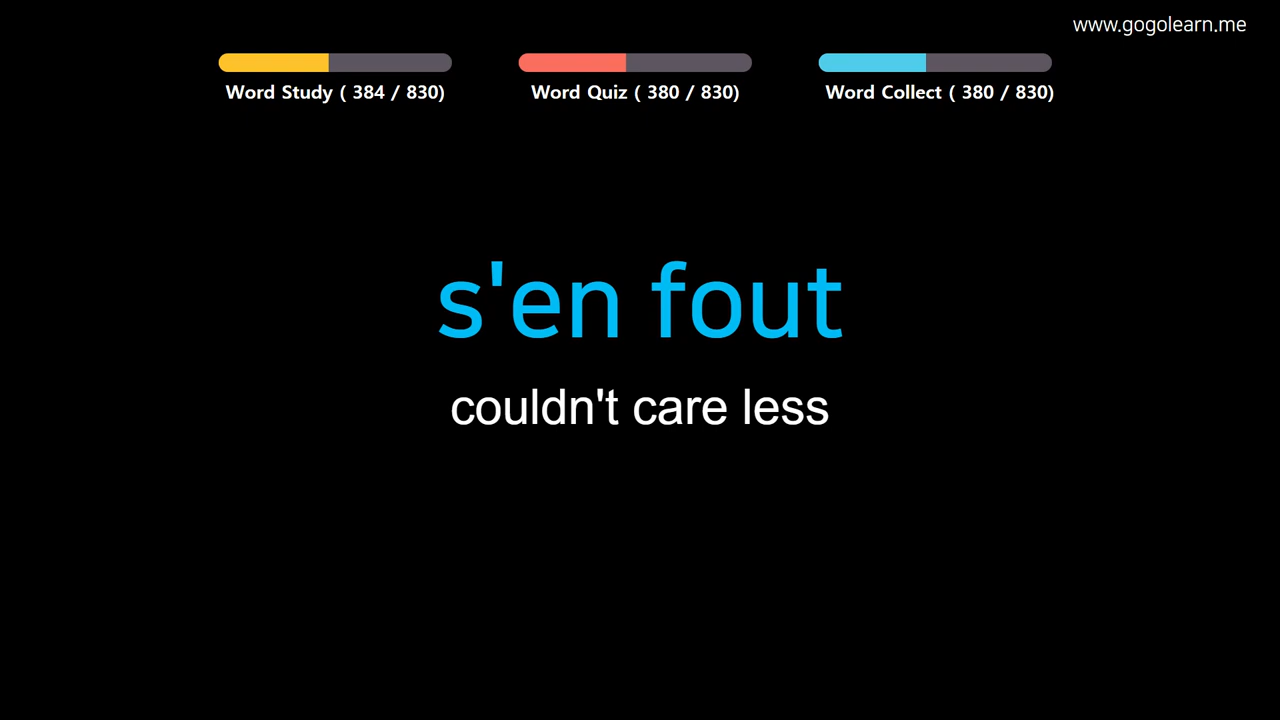 www.gogolearn.me
Word Study ( 384 / 830)
Word Quiz ( 380 / 830)
Word Collect ( 380 / 830)
s'en fout
couldn't care less